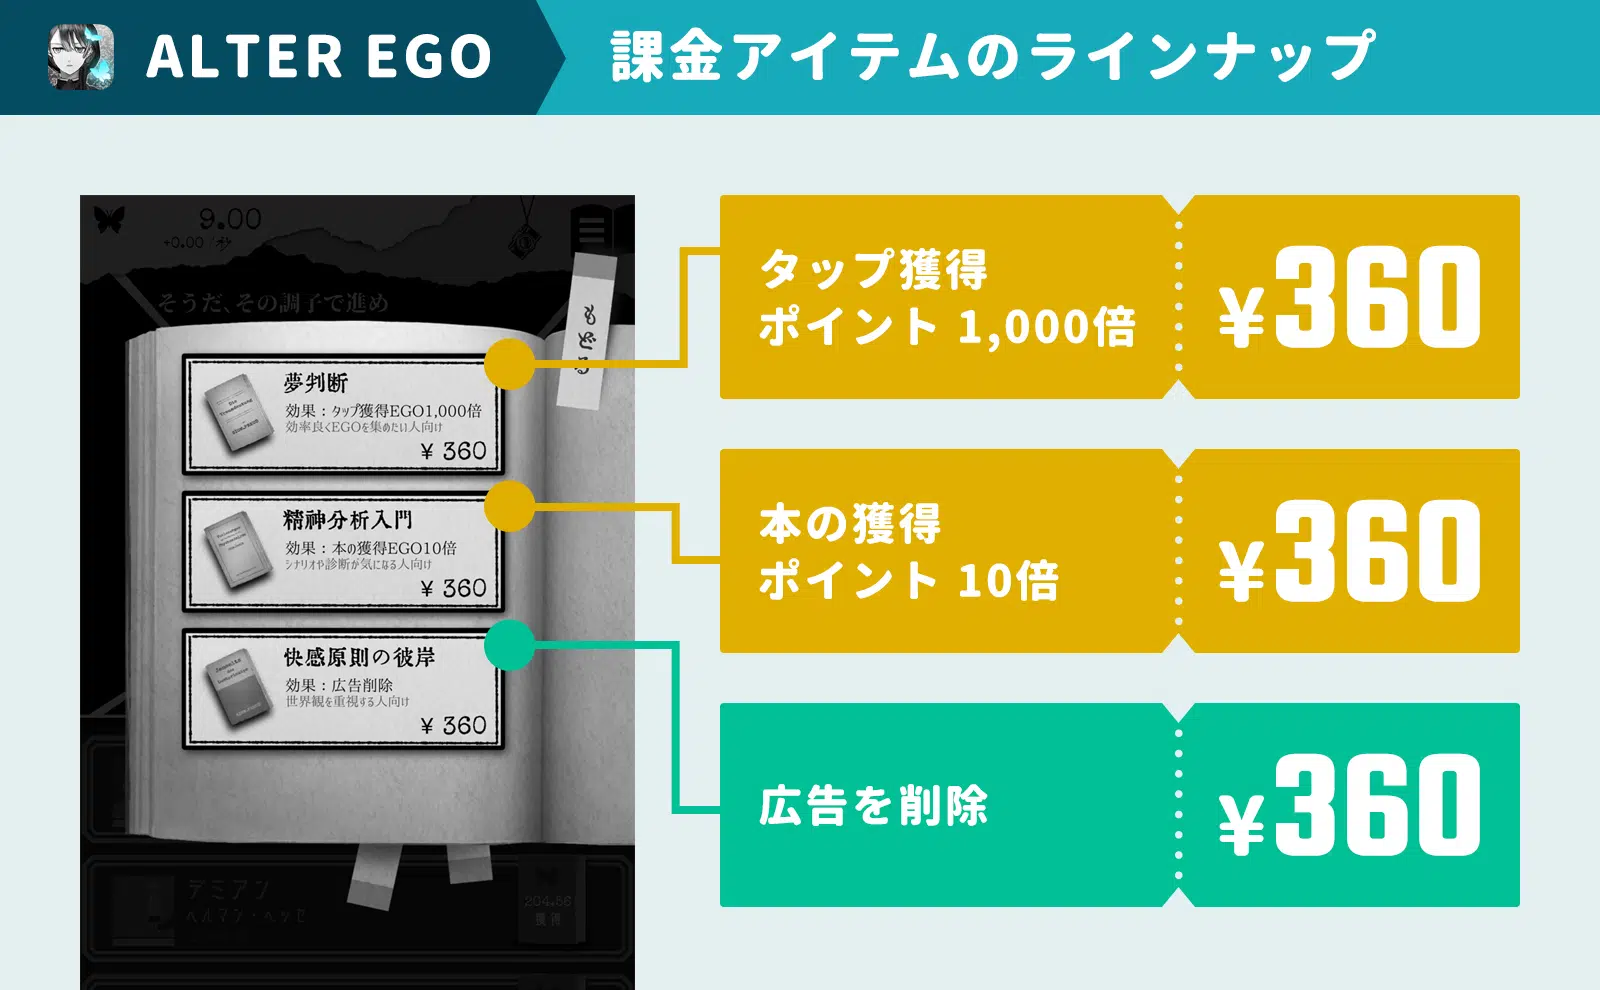 ALTER EGO
課金アイテムのラインナップ
9.00
+0.00 /秒
そうだ、その調子で進め
もどる
夢判断
効果：タップ獲得EGO1,000倍
効率良くEGOを集めたい人向け
¥ 360
精神分析入門
効果：本の獲得EGO10倍
シナリオや診断が気になる人向け
¥ 360
快感原則の彼岸
効果：広告削除
世界観を重視する人向け
¥ 360
デミアン
ヘルマン・ヘッセ
204.56
獲得
タップ獲得
ポイント 1,000倍
¥360
本の獲得
ポイント 10倍
¥360
広告を削除
¥360